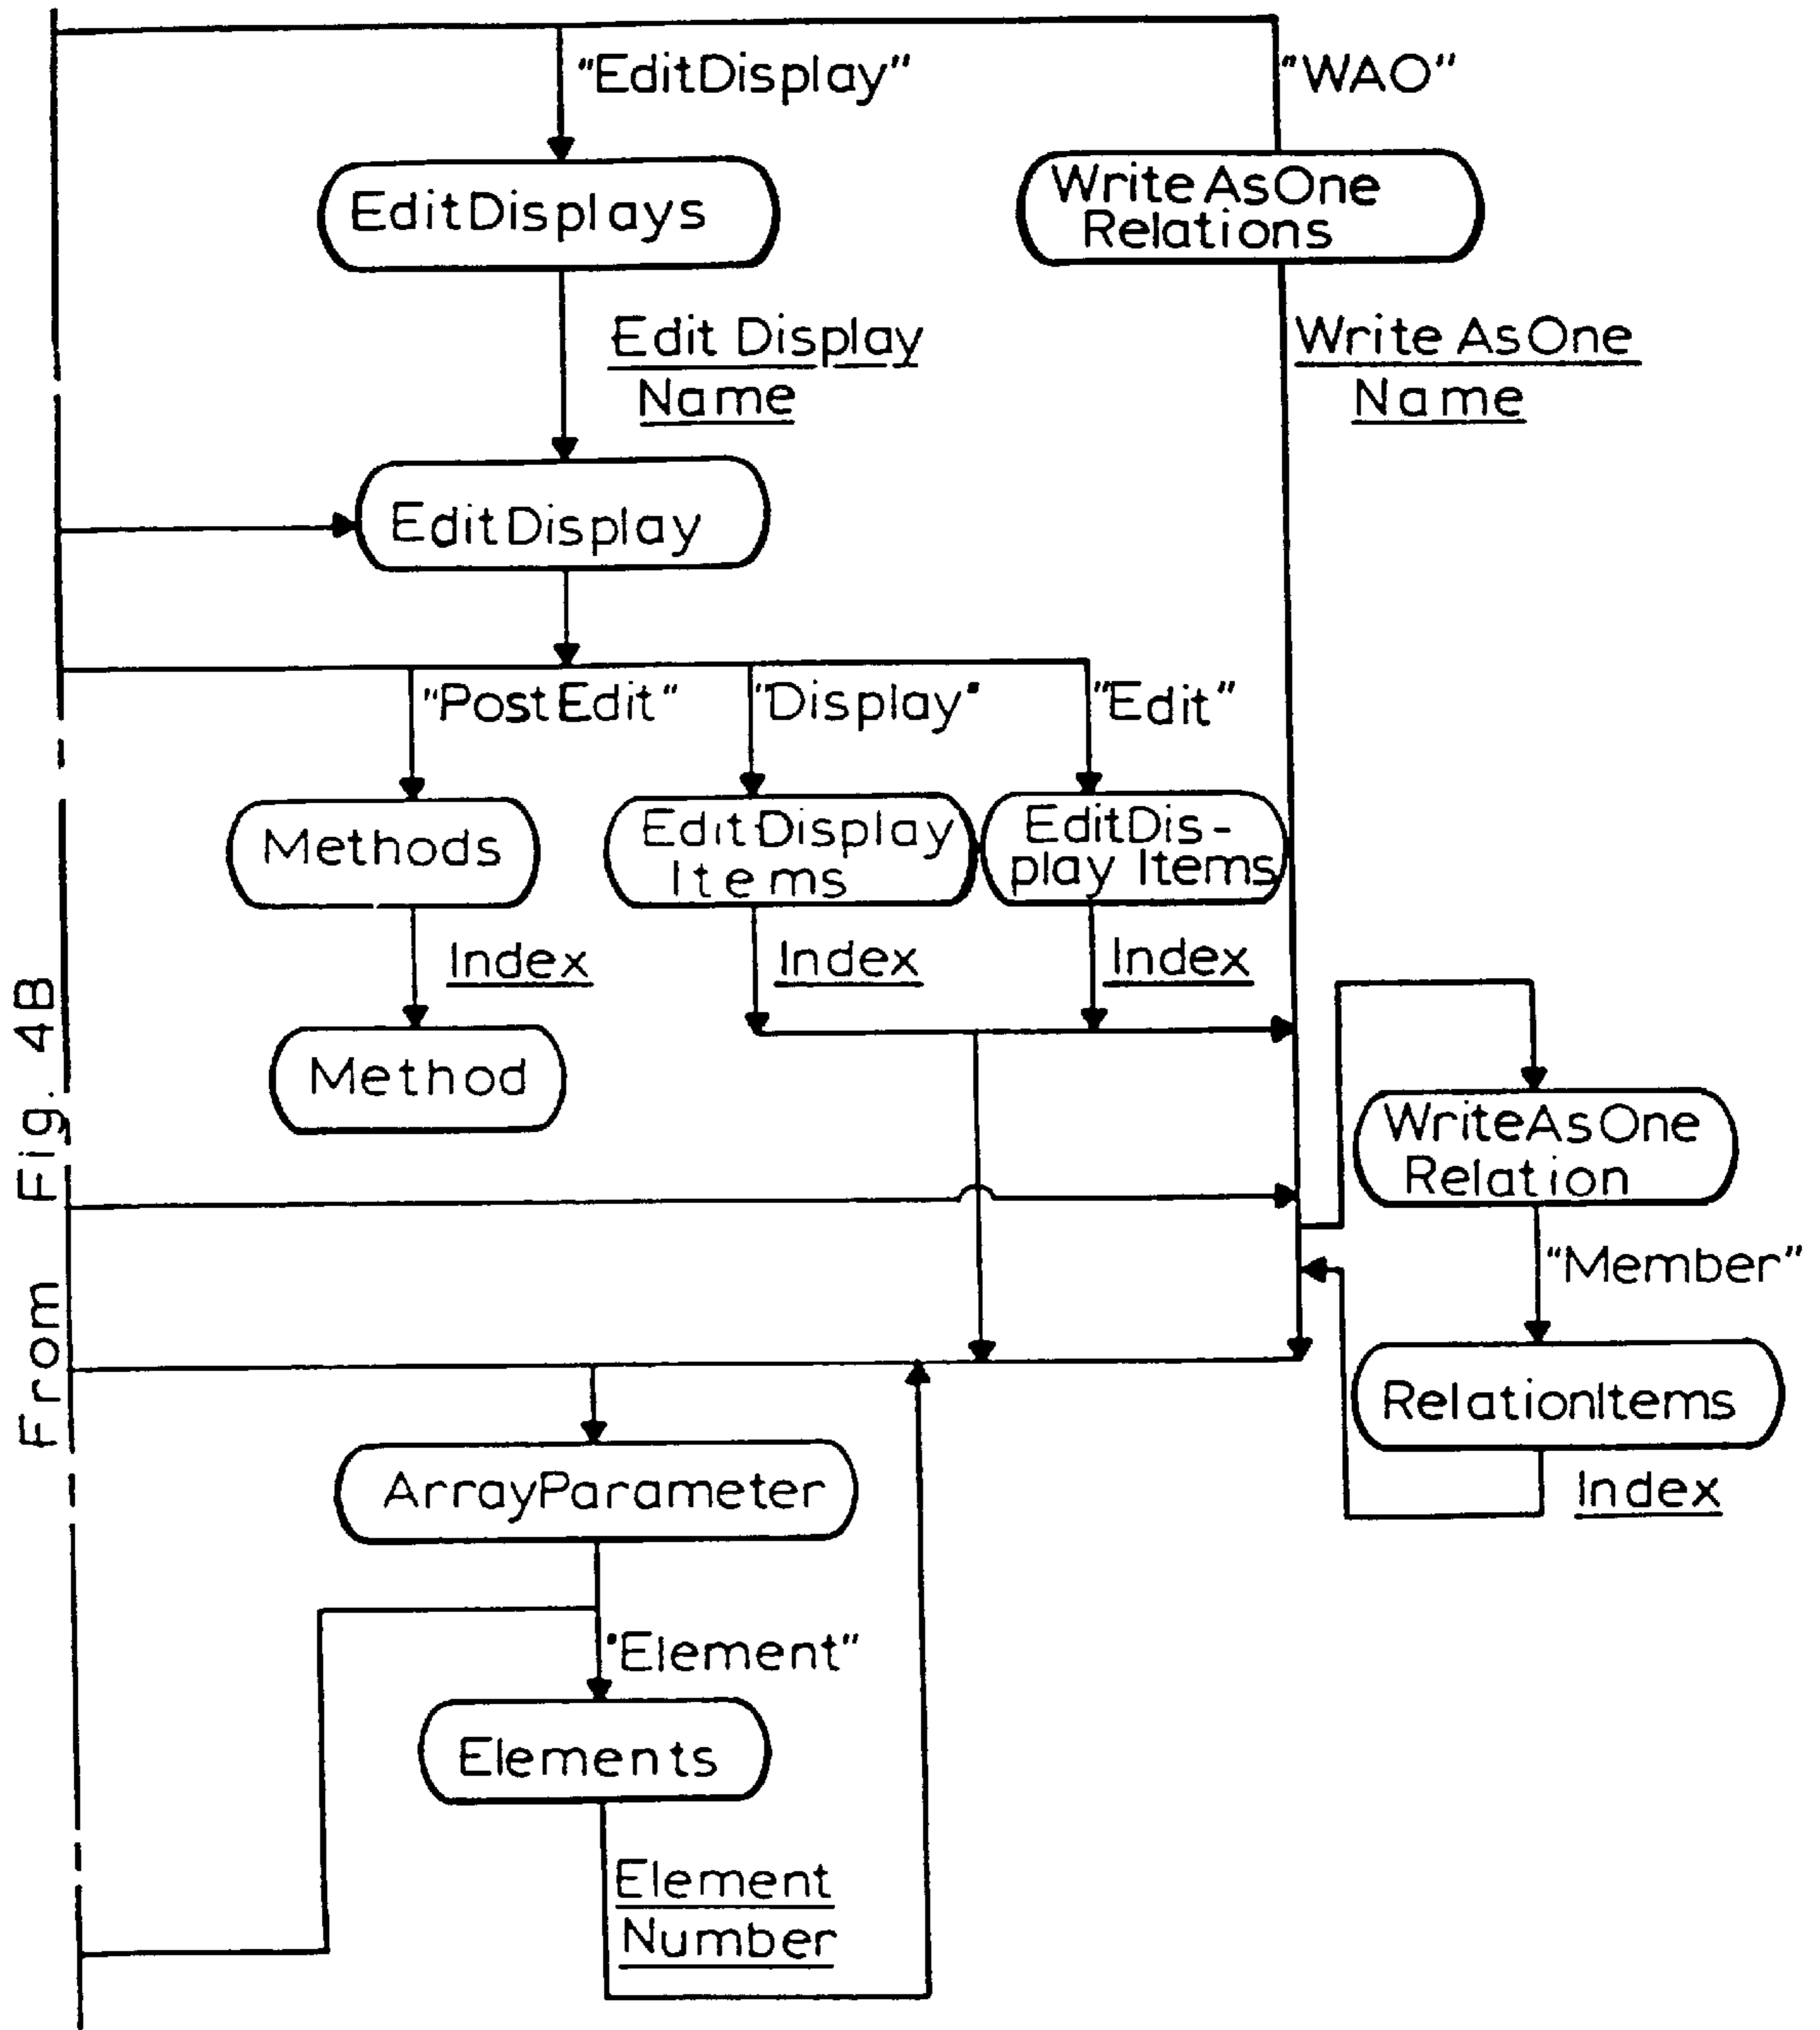 "EditDisplay"
"WAO"
EditDisplays
WriteAsOne
Relations
Edit Display
Name
Write AsOne
Name
EditDisplay
"PostEdit"
"Display"
"Edit"
Methods
EditDisplay
Items
EditDis-
play Items
Index
Index
Index
Method
WriteAsOne
Relation
"Member"
From Fig. 4B
RelationItems
Index
ArrayParameter
"Element"
Elements
Element
Number